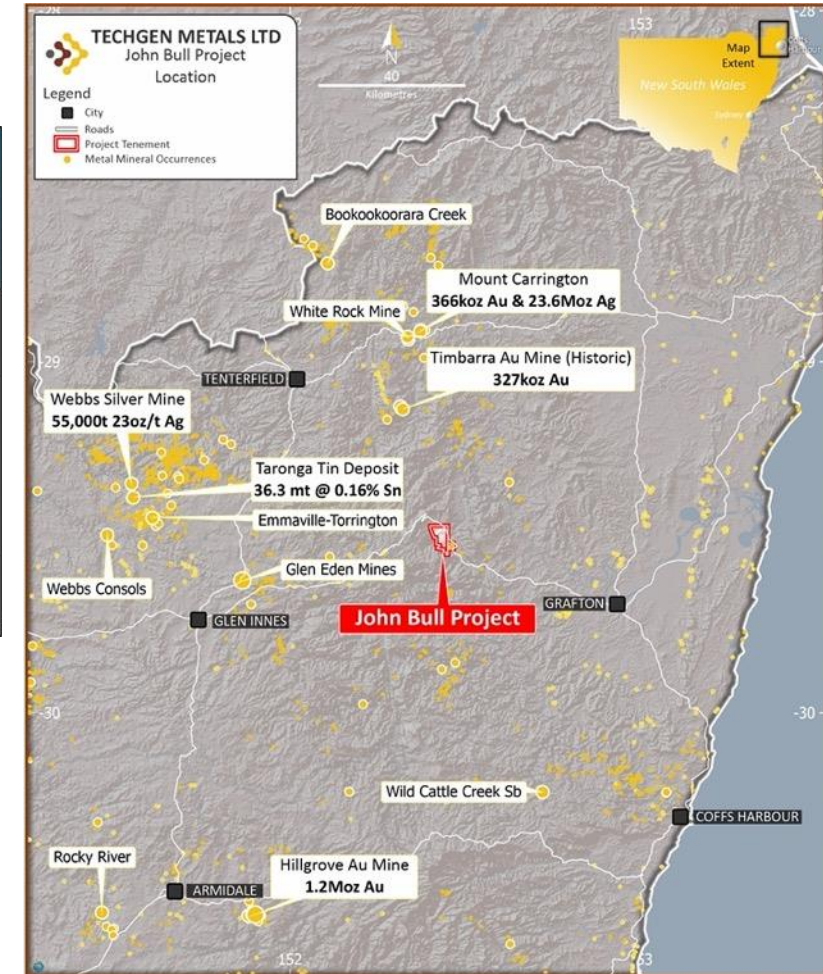 TECHGEN METALS LTD
John Bull Project
Location
Legend
City
Roads
Project Tenement
Metal Mineral Occurrences
N
40
Kilometres
153
-28
Map
Extent
New South Wales
Sydney
Bookookoorara Creek
Mount Carrington
366koz Au & 23.6Moz Ag
White Rock Mine
-29
Timbarra Au Mine (Historic)
327koz Au
TENTERFIELD
Webbs Silver Mine
55,000t 23oz/t Ag
Taronga Tin Deposit
36.3 mt @ 0.16% Sn
Emmaville-Torrington
Webbs Consols
Glen Eden Mines
GLEN INNES
John Bull Project
GRAFTON
-30
-30
Wild Cattle Creek Sb
COFFS HARBOUR
Rocky River
Hillgrove Au Mine
1.2Moz Au
ARMIDALE
152